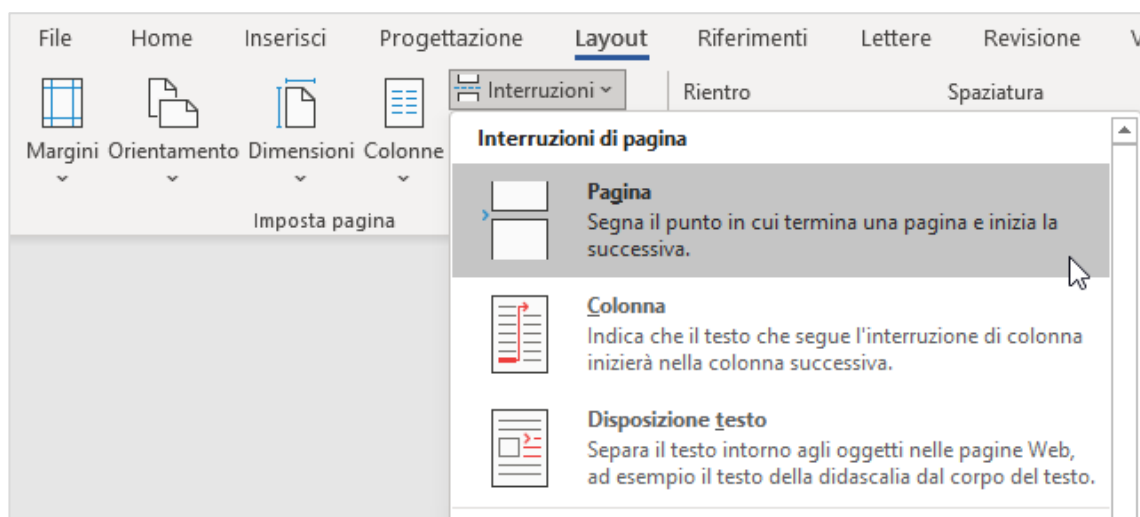 File Home Inserisci Progettazione Layout Riferimenti Lettere Revisione
Interruzioni Rientro Spaziatura
Margini Orientamento Dimensioni Colonne
Imposta pagina
Interruzioni di pagina
Pagina
Segna il punto in cui termina una pagina e inizia la
successiva.
Colonna
Indica che il testo che segue l'interruzione di colonna
inizierà nella colonna successiva.
Disposizione testo
Separa il testo intorno agli oggetti nelle pagine Web,
ad esempio il testo della didascalia dal corpo del testo.